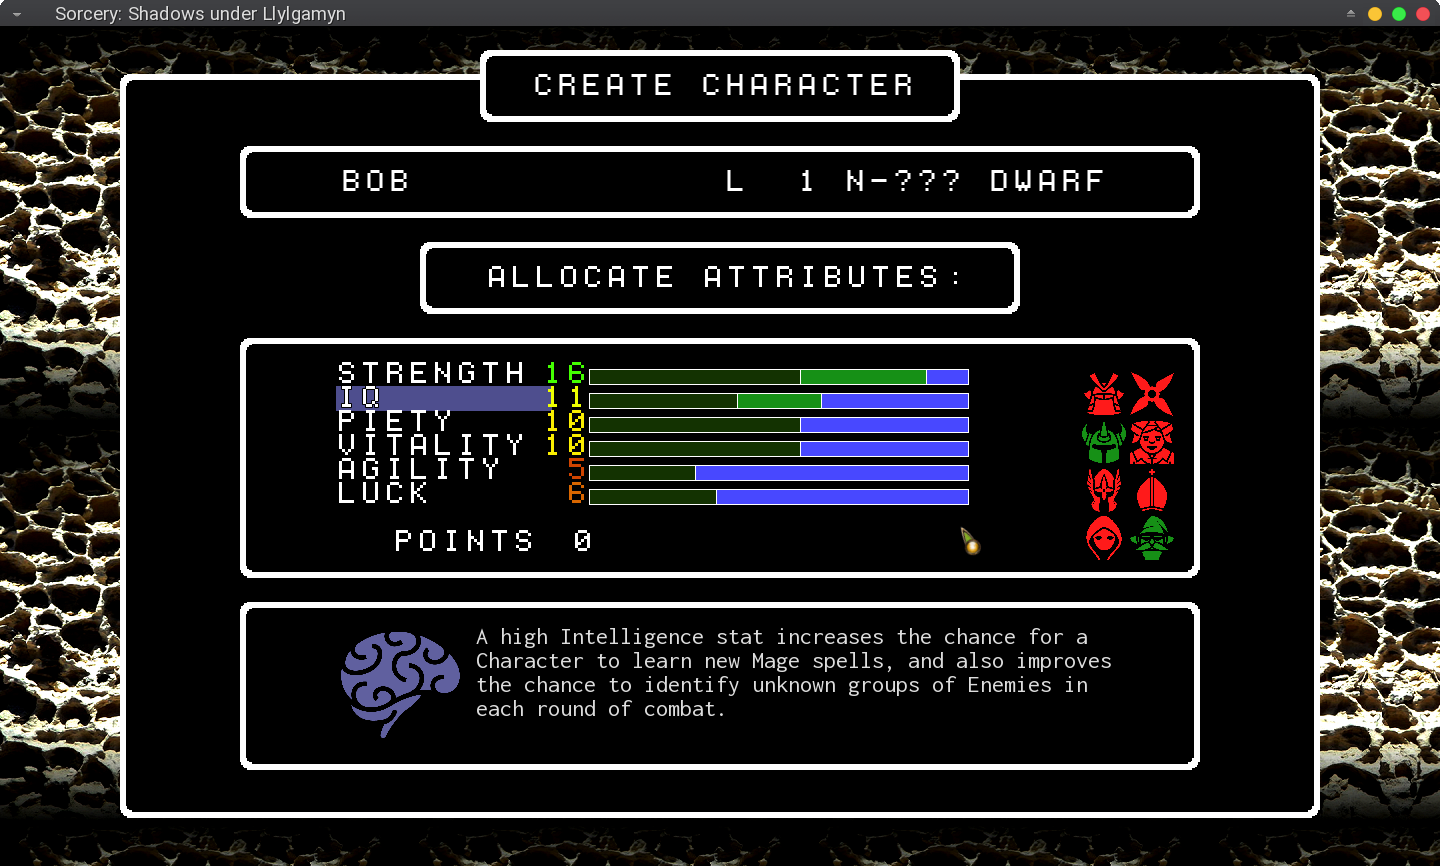 Sorcery: Shadows under Llylgamyn
CREATE CHARACTER
BOB L 1 N-??? DWARF
ALLOCATE ATTRIBUTES:
STRENGTH 16
IQ 11
PIETY 10
VITALITY 10
AGILITY 5
LUCK 6
POINTS 0
A high Intelligence stat increases the chance for a
Character to learn new Mage spells, and also improves
the chance to identify unknown groups of Enemies in
each round of combat.